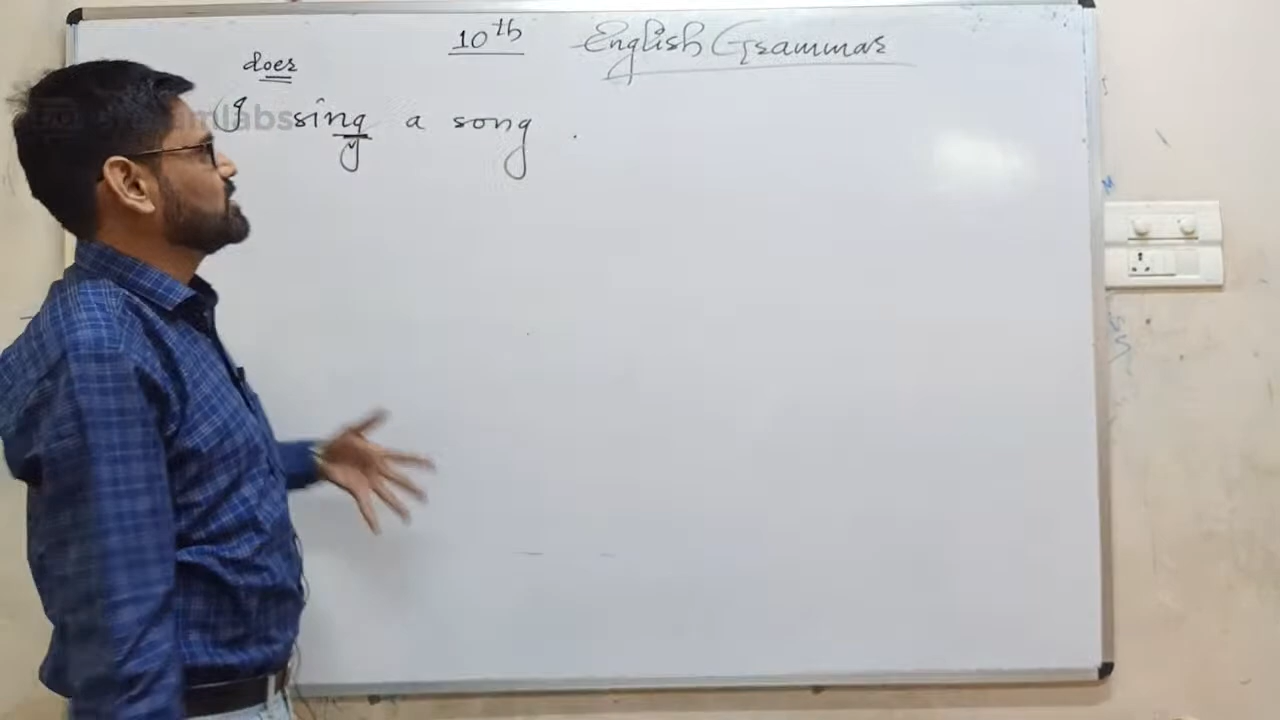 10th English Grammar
does
I sing a song .